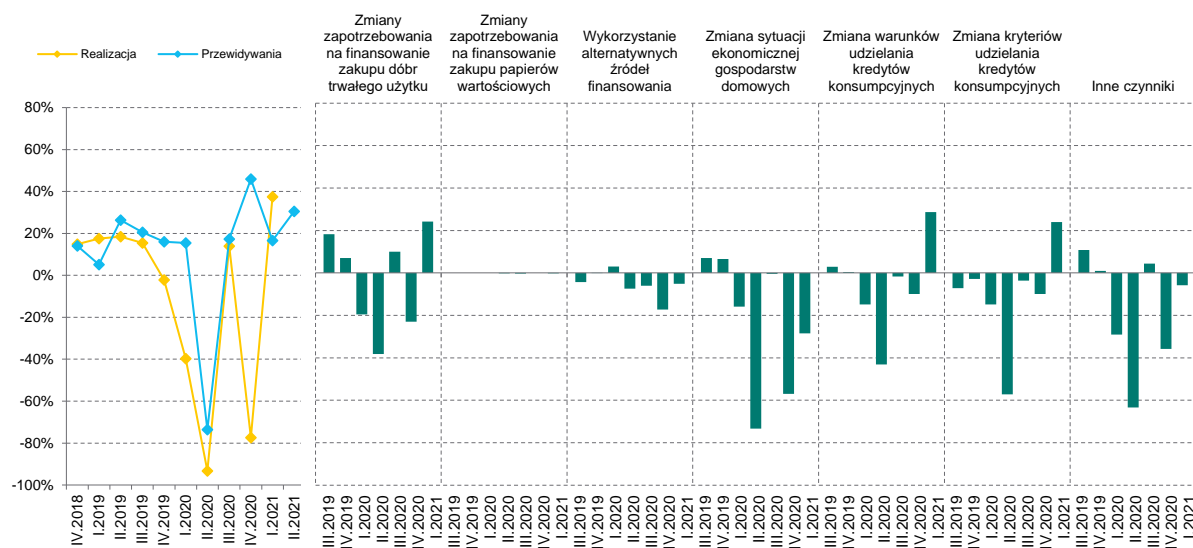 Realizacja
Przewidywania
Zmiany
zapotrzebowania
na finansowanie
zakupu dóbr
trwałego użytku
Zmiany
zapotrzebowania
na finansowanie
zakupu papierów
wartościowych
Wykorzystanie
alternatywnych
źródeł
finansowania
Zmiana sytuacji
ekonomicznej
gospodarstw
domowych
Zmiana warunków
udzielania
kredytów
konsumpcyjnych
Zmiana kryteriów
udzielania
kredytów
konsumpcyjnych
Inne czynniki
80%
60%
40%
20%
0%
-20%
-40%
-60%
-80%
-100%
IV.2018
I.2019
II.2019
III.2019
IV.2019
I.2020
II.2020
III.2020
IV.2020
I.2021
II.2021
III.2019
IV.2019
I.2020
II.2020
III.2020
IV.2020
I.2021
III.2019
IV.2019
I.2020
II.2020
III.2020
IV.2020
I.2021
III.2019
IV.2019
I.2020
II.2020
III.2020
IV.2020
I.2021
III.2019
IV.2019
I.2020
II.2020
III.2020
IV.2020
I.2021
III.2019
IV.2019
I.2020
II.2020
III.2020
IV.2020
I.2021
III.2019
IV.2019
I.2020
II.2020
III.2020
IV.2020
I.2021
III.2019
IV.2019
I.2020
II.2020
III.2020
IV.2020
I.2021